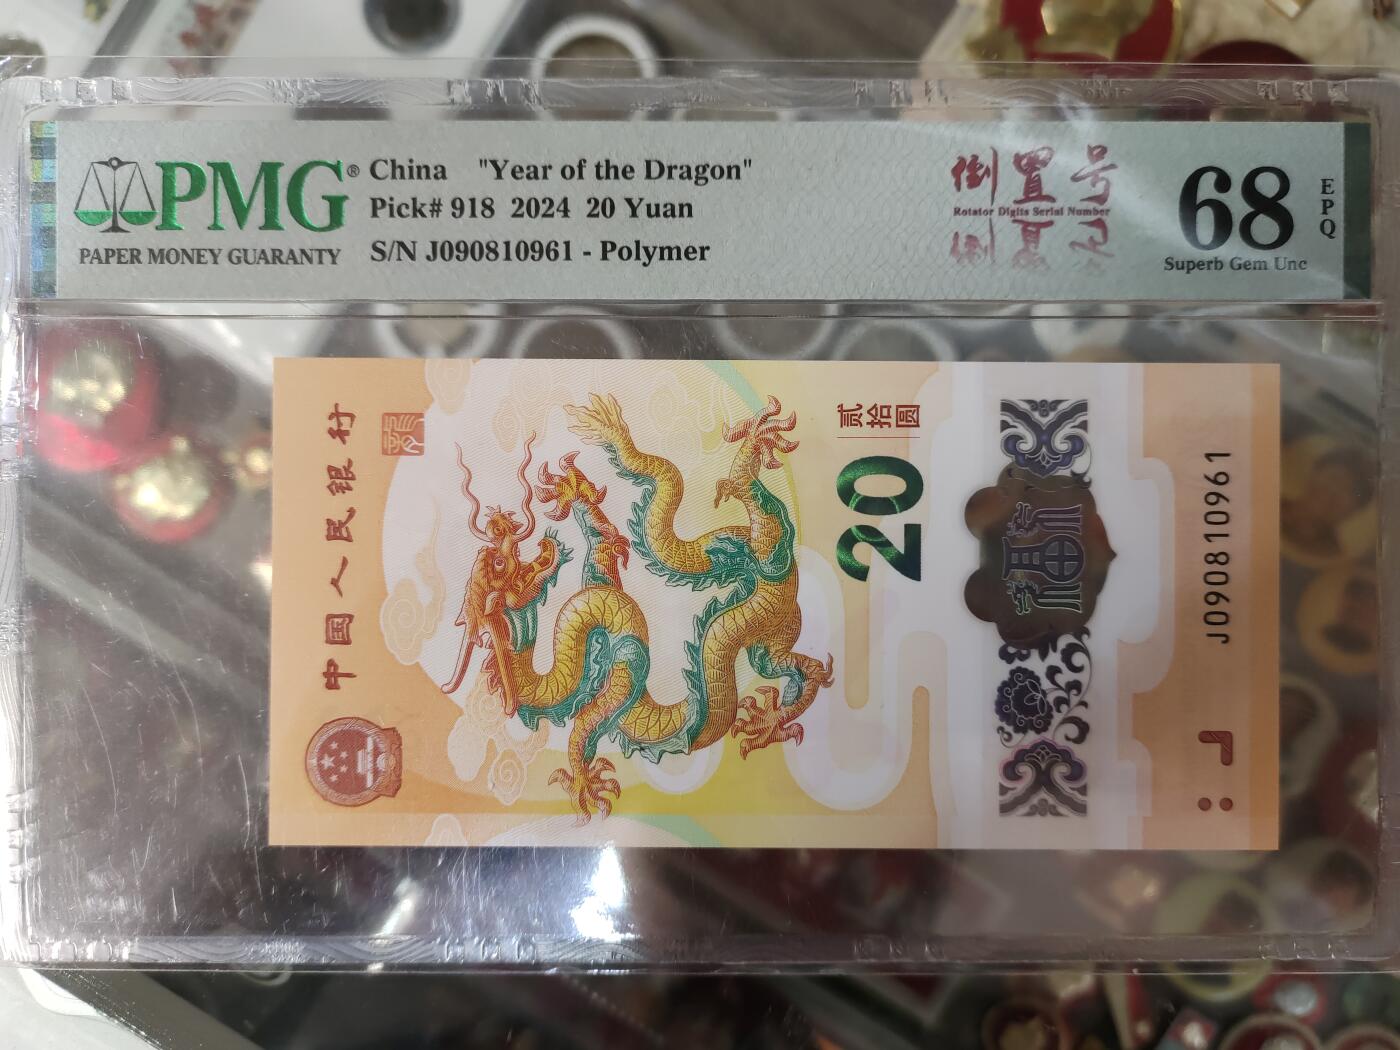 PMG®
PAPER MONEY GUARANTY
China "Year of the Dragon"
Pick# 918 2024 20 Yuan
S/N J090810961 - Polymer
倒置号
Rotator Digits Serial Number
68
EPQ
Superb Gem Unc
中国人民银行
贰拾圆
20
J090810961